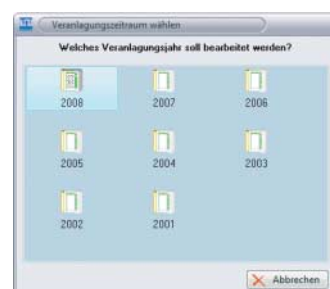 Veranlagungszeitraum wählen
Welches Veranlagungsjahr soll bearbeitet werden?
2008 2007 2006
2005 2004 2003
2002 2001
Abbrechen